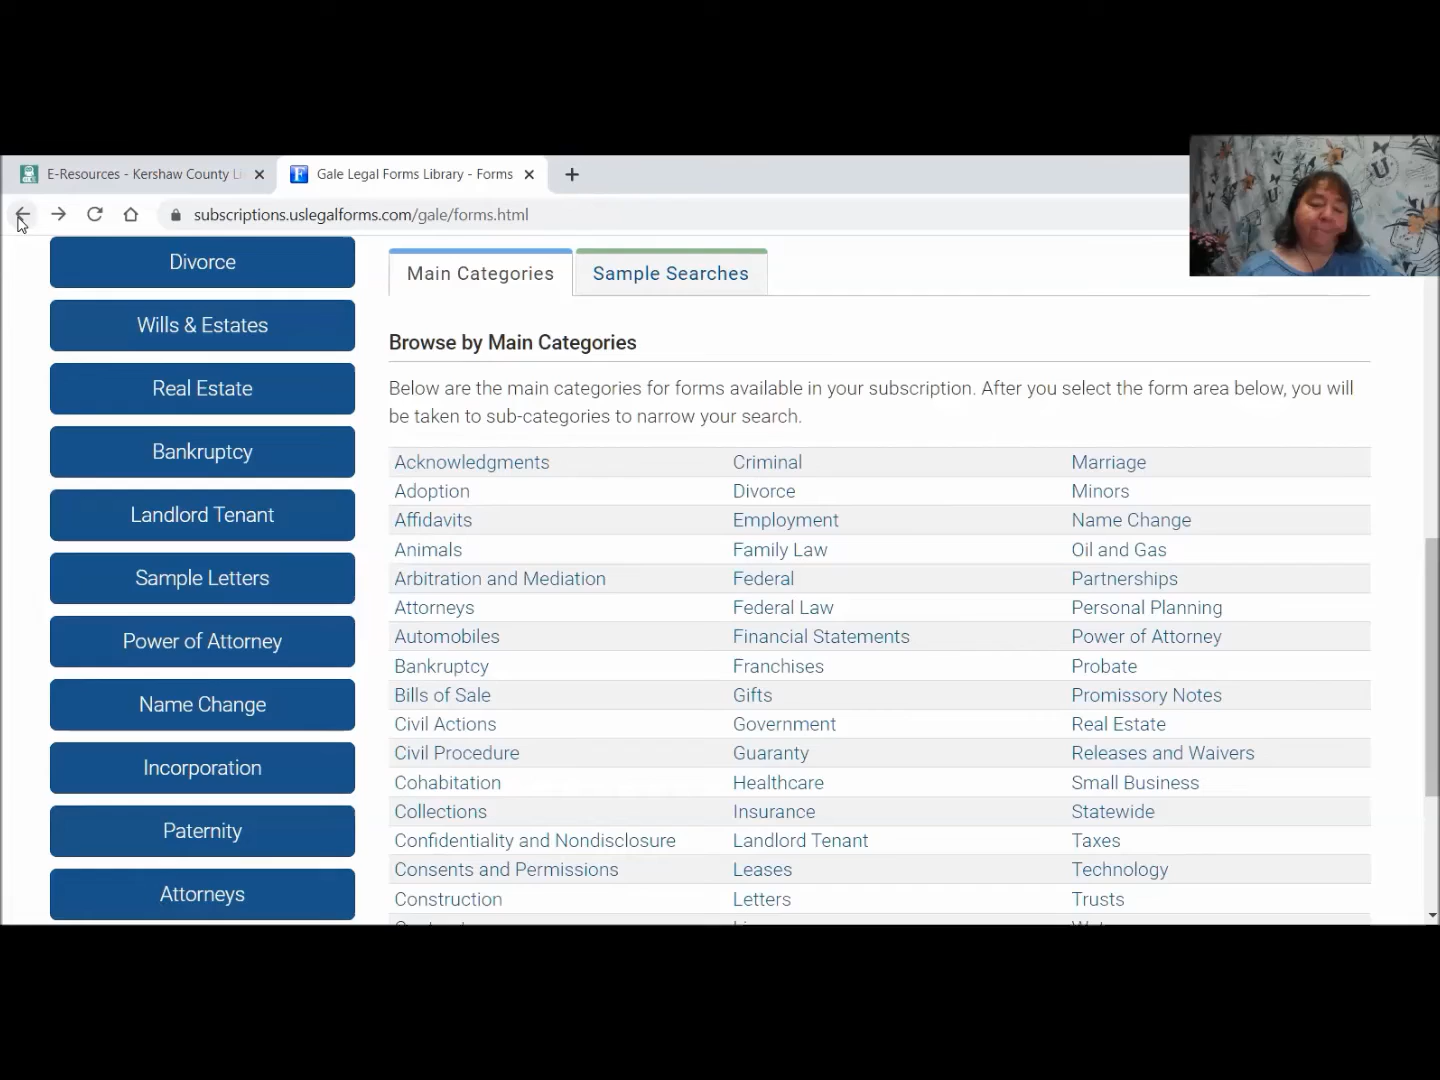 E-Resources - Kershaw County Li
Gale Legal Forms Library - Forms
subscriptions.uslegalforms.com/gale/forms.html
Divorce
Wills & Estates
Real Estate
Bankruptcy
Landlord Tenant
Sample Letters
Power of Attorney
Name Change
Incorporation
Paternity
Attorneys
Main Categories Sample Searches
Browse by Main Categories
Below are the main categories for forms available in your subscription. After you select the form area below, you will
be taken to sub-categories to narrow your search.
Acknowledgments Criminal Marriage
Adoption Divorce Minors
Affidavits Employment Name Change
Animals Family Law Oil and Gas
Arbitration and Mediation Federal Partnerships
Attorneys Federal Law Personal Planning
Automobiles Financial Statements Power of Attorney
Bankruptcy Franchises Probate
Bills of Sale Gifts Promissory Notes
Civil Actions Government Real Estate
Civil Procedure Guaranty Releases and Waivers
Cohabitation Healthcare Small Business
Collections Insurance Statewide
Confidentiality and Nondisclosure Landlord Tenant Taxes
Consents and Permissions Leases Technology
Construction Letters Trusts